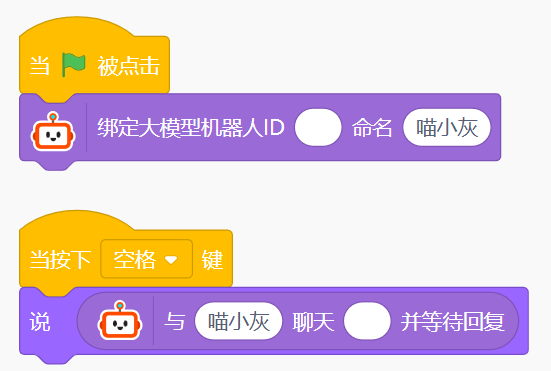 当 被点击
绑定大模型机器人ID 命名 喵小灰
当按下 空格 键
说 与 喵小灰 聊天 并等待回复